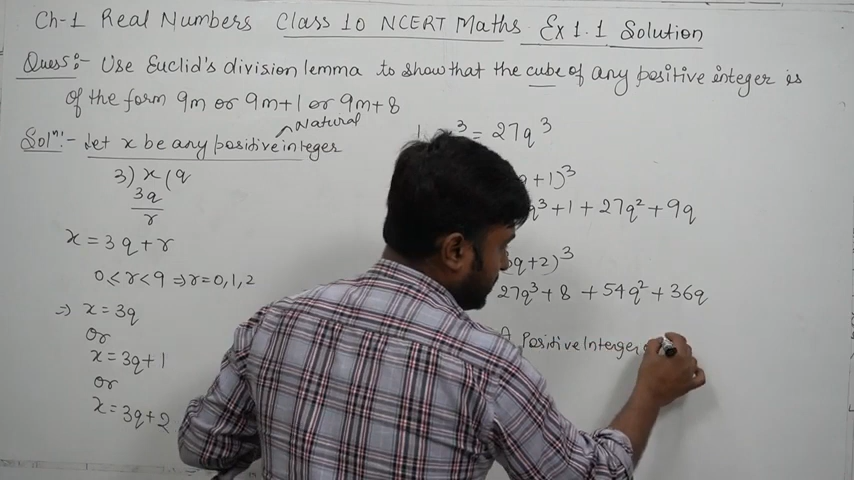 Ch-1 Real Numbers Class 10 NCERT Maths Ex 1.1 Solution
Ques:- Use Euclid's division lemma to show that the cube of any positive integer is
of the form 9m or 9m+1 or 9m+8
Natural
Solⁿ:- Let x be any positive integer
3) x (q
3q
r
x = 3q + r
0 ≤ r < 9 ⇒ r = 0, 1, 2
⇒ x = 3q
or
x = 3q + 1
or
x = 3q + 2
³ = 27q³
+ 1)³
q³ + 1 + 27q² + 9q
q + 2)³
27q³ + 8 + 54q² + 36q
Positive Interger